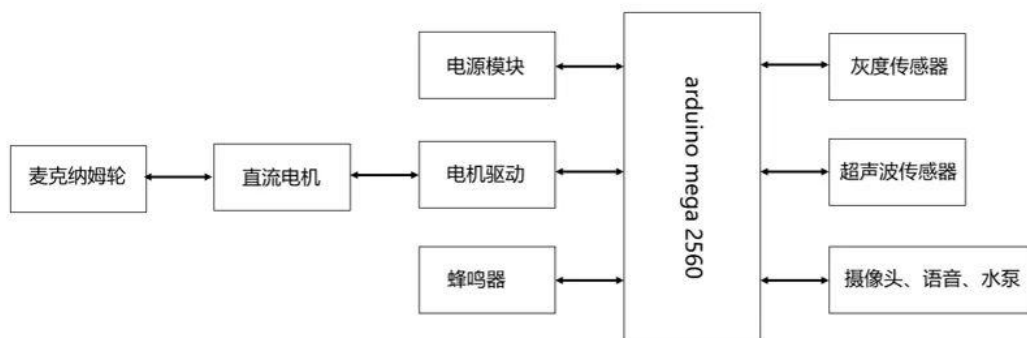 电源模块
灰度传感器
麦克纳姆轮
直流电机
电机驱动
arduino mega 2560
超声波传感器
蜂鸣器
摄像头、语音、水泵